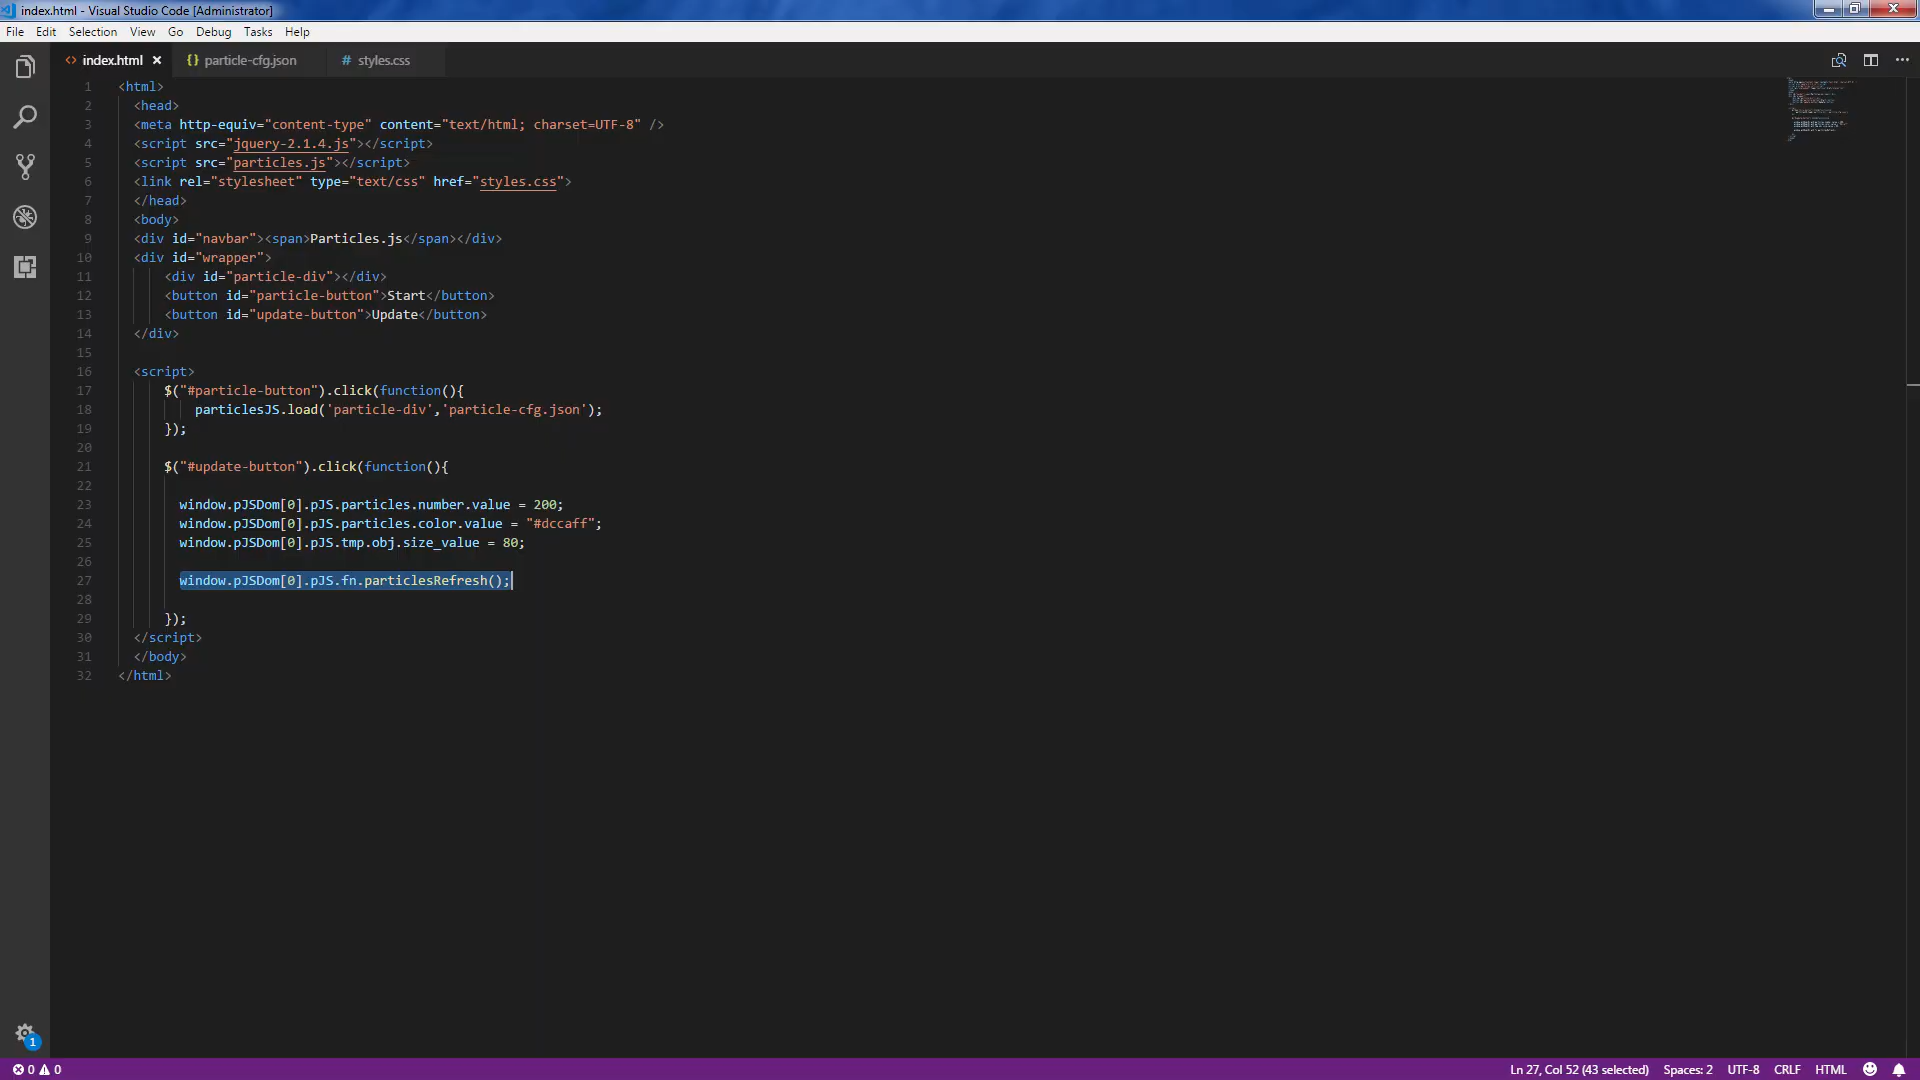 index.html - Visual Studio Code [Administrator]
File Edit Selection View Go Debug Tasks Help
<> index.html × {} particle-cfg.json # styles.css
1 <html>
2 <head>
3 <meta http-equiv="content-type" content="text/html; charset=UTF-8" />
4 <script src="jquery-2.1.4.js"></script>
5 <script src="particles.js"></script>
6 <link rel="stylesheet" type="text/css" href="styles.css">
7 </head>
8 <body>
9 <div id="navbar"><span>Particles.js</span></div>
10 <div id="wrapper">
11 <div id="particle-div"></div>
12 <button id="particle-button">Start</button>
13 <button id="update-button">Update</button>
14 </div>
15
16 <script>
17 $("#particle-button").click(function(){
18 particlesJS.load('particle-div','particle-cfg.json');
19 });
20
21 $("#update-button").click(function(){
22
23 window.pJSDom[0].pJS.particles.number.value = 200;
24 window.pJSDom[0].pJS.particles.color.value = "#dccaff";
25 window.pJSDom[0].pJS.tmp.obj.size_value = 80;
26
27 window.pJSDom[0].pJS.fn.particlesRefresh();
28
29 });
30 </script>
31 </body>
32 </html>
1
0 0 Ln 27, Col 52 (43 selected) Spaces: 2 UTF-8 CRLF HTML